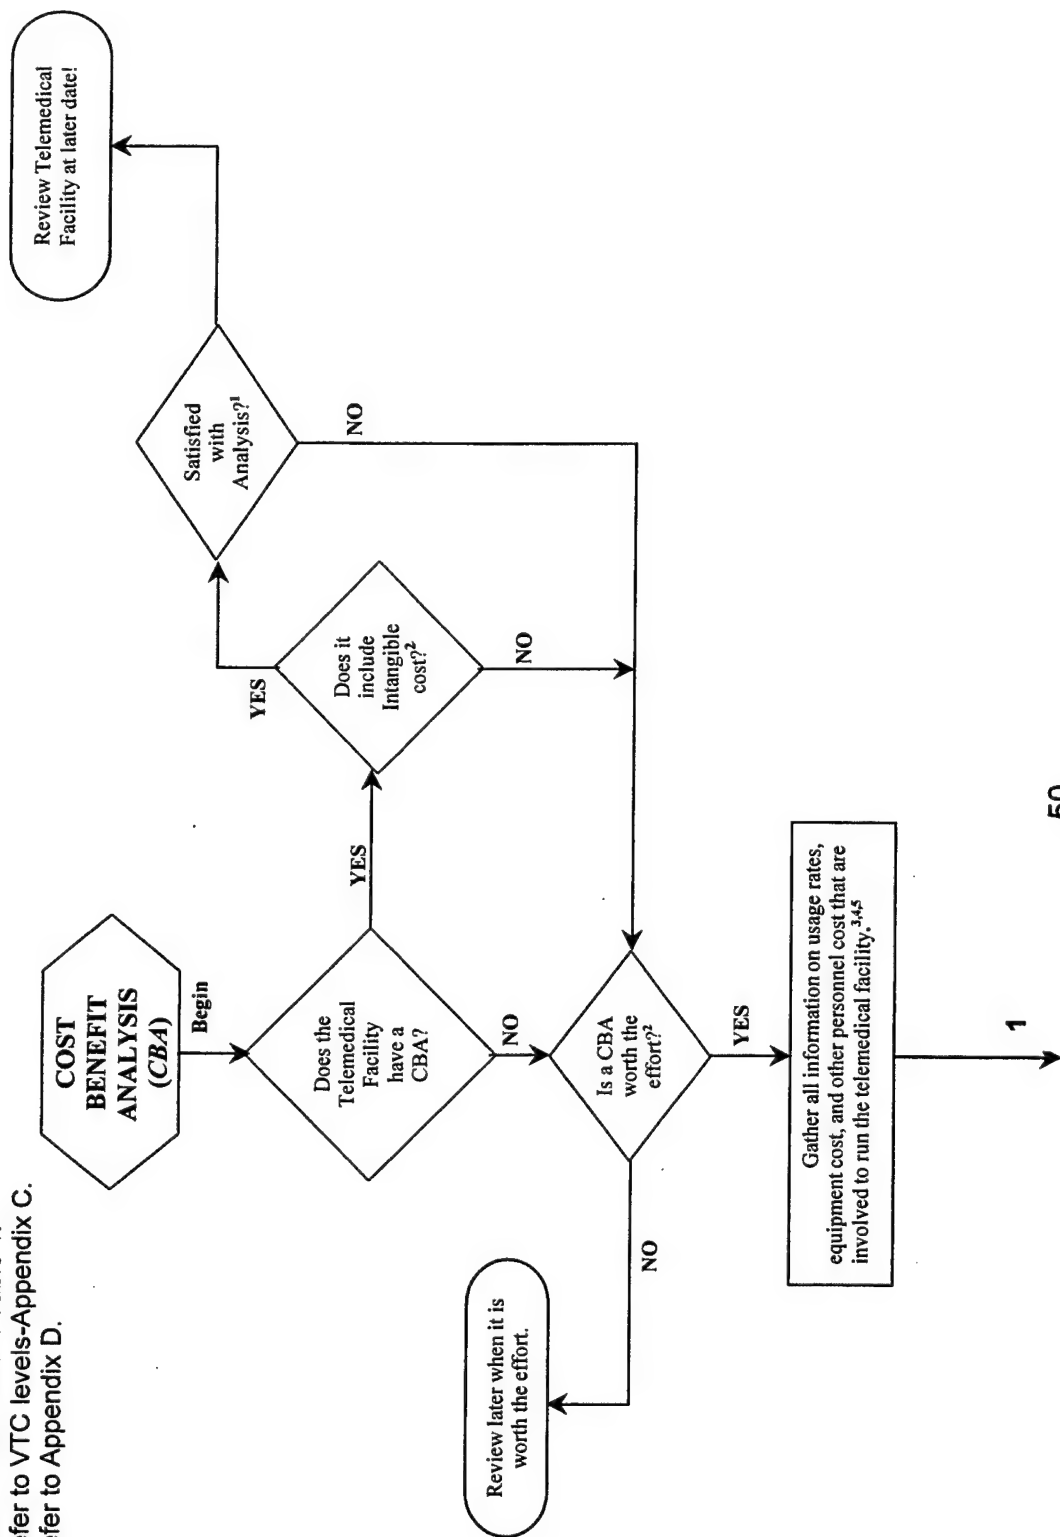 fer to VTC levels-Appendix C.
fer to Appendix D.
COST
BENEFIT
ANALYSIS
(CBA)
Begin
Does the
Telemedical
Facility
have a
CBA?
YES
NO
Does it
include
Intangible
cost?²
YES
NO
Satisfied
with
Analysis?¹
NO
Review Telemedical
Facility at later date!
Is a CBA
worth the
effort?²
NO
YES
Review later when it is
worth the effort.
Gather all information on usage rates,
equipment cost, and other personnel cost that are
involved to run the telemedical facility.³,⁴,⁵
1
50